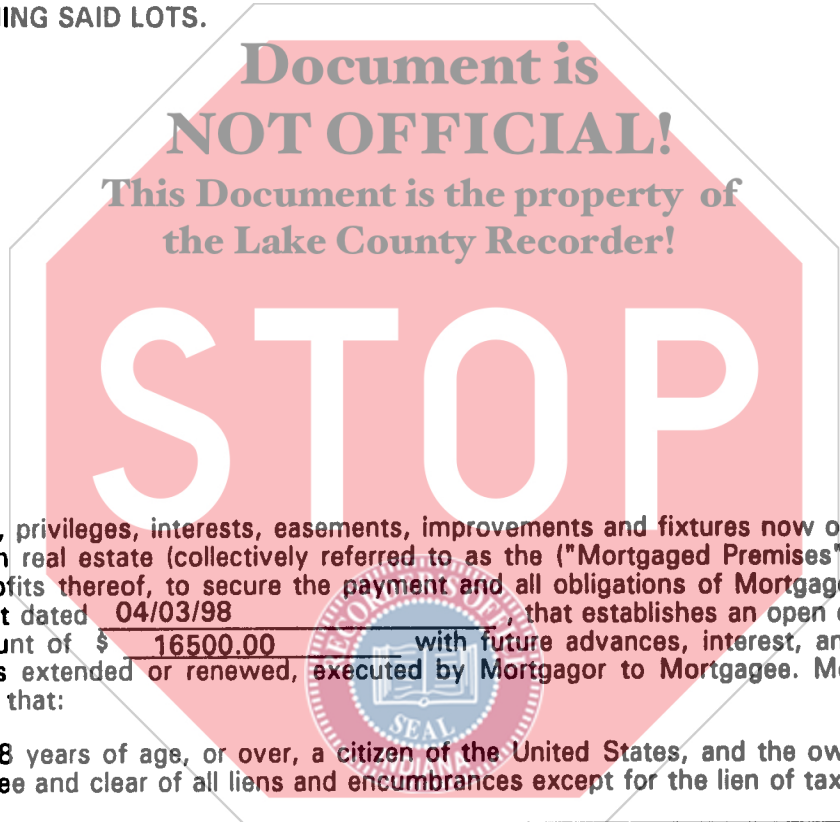 ING SAID LOTS.
Document is
NOT OFFICIAL!
This Document is the property of
the Lake County Recorder!
STOP
, privileges, interests, easements, improvements and fixtures now o
real estate (collectively referred to as the ("Mortgaged Premises"
ofits thereof, to secure the payment and all obligations of Mortgag
t dated 04/03/98 , that establishes an open
unt of $ 16500.00 with future advances, interest, an
s extended or renewed, executed by Mortgagor to Mortgagee. M
that:
8 years of age, or over, a citizen of the United States, and the ow
ee and clear of all liens and encumbrances except for the lien of tax
SEAL
INDIANA